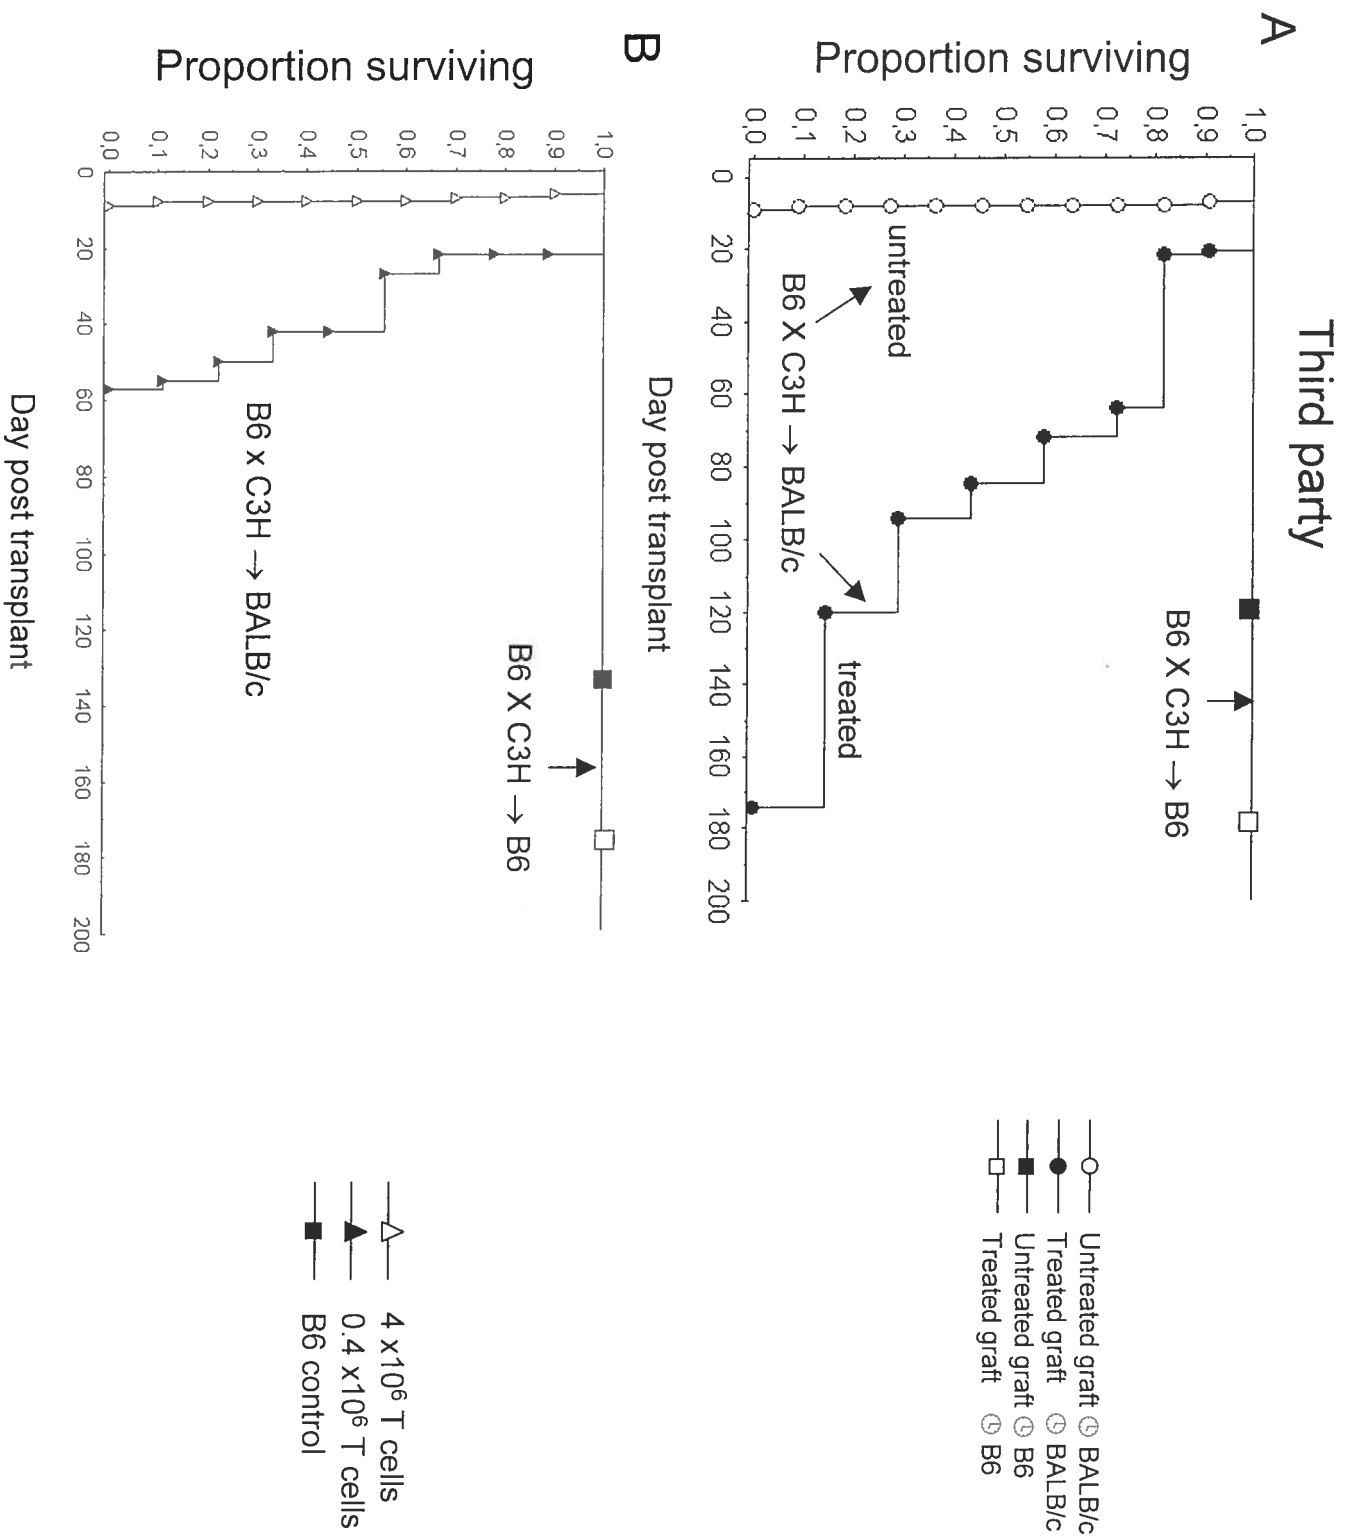 Third party
A
Proportion surviving
1,0
0,9
0,8
0,7
0,6
0,5
0,4
0,3
0,2
0,1
0,0
0 20 40 60 80 100 120 140 160 180 200
Day post transplant
untreated
B6 X C3H → BALB/c
treated
B6 X C3H → B6
Untreated graft BALB/c
Treated graft BALB/c
Untreated graft B6
Treated graft B6
B
Proportion surviving
1,0
0,9
0,8
0,7
0,6
0,5
0,4
0,3
0,2
0,1
0,0
0 20 40 60 80 100 120 140 160 180 200
Day post transplant
B6 X C3H → B6
B6 x C3H → BALB/c
4 x10⁶ T cells
0.4 x10⁶ T cells
B6 control